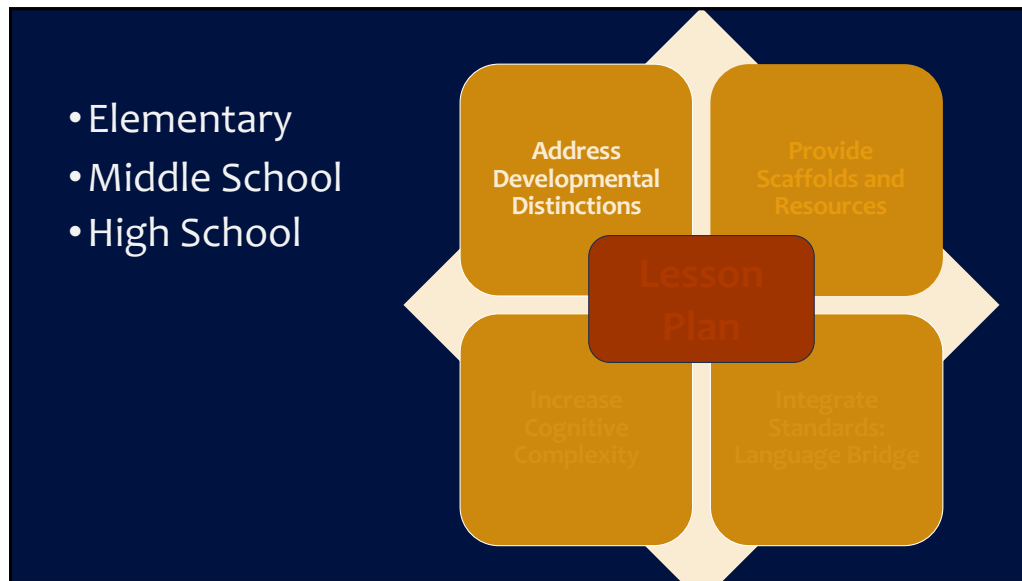 • Elementary
• Middle School
• High School
Address
Developmental
Distinctions
Provide
Scaffolds and
Resources
Lesson
Plan
Increase
Cognitive
Complexity
Integrate
Standards:
Language Bridge